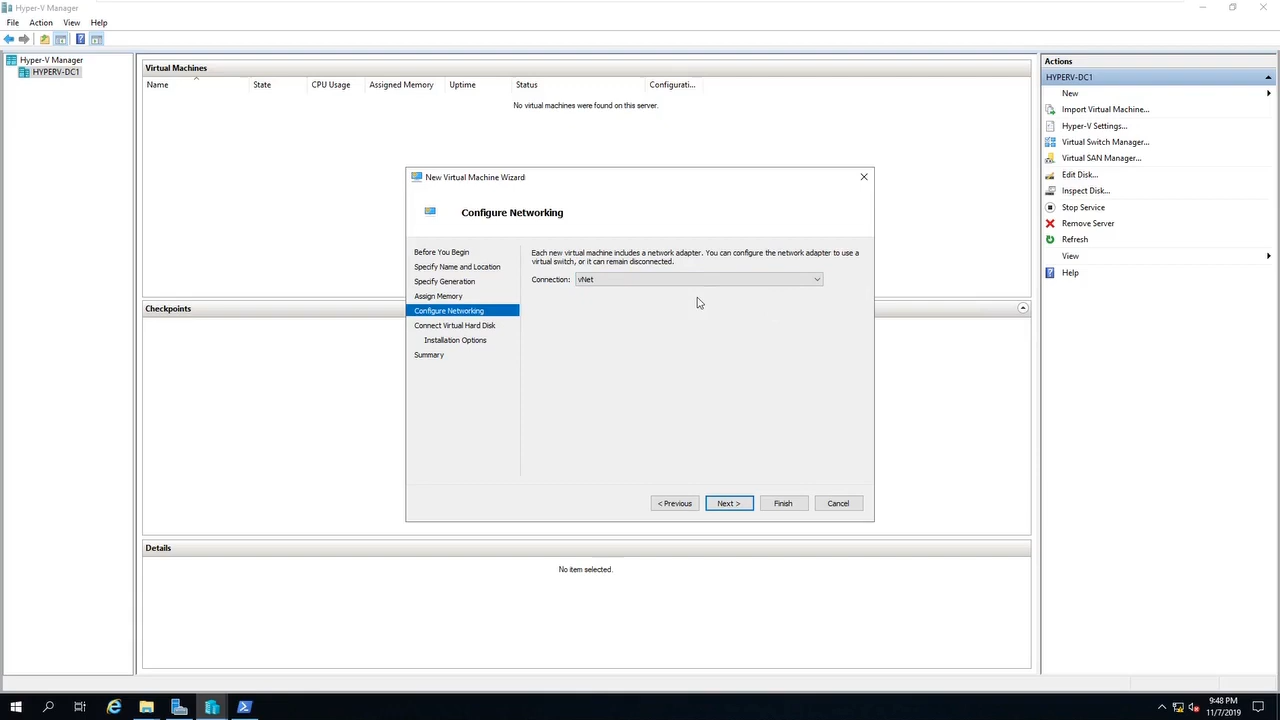 Hyper-V Manager
File Action View Help
Hyper-V Manager
HYPERV-DC1
Virtual Machines
Name State CPU Usage Assigned Memory Uptime Status Configurati...
No virtual machines were found on this server.
New Virtual Machine Wizard
Configure Networking
Before You Begin
Specify Name and Location
Specify Generation
Assign Memory
Configure Networking
Connect Virtual Hard Disk
Installation Options
Summary
Each new virtual machine includes a network adapter. You can configure the network adapter to use a
virtual switch, or it can remain disconnected.
Connection: vNet
< Previous Next > Finish Cancel
Checkpoints
Details
No item selected.
Actions
HYPERV-DC1
New
Import Virtual Machine...
Hyper-V Settings...
Virtual Switch Manager...
Virtual SAN Manager...
Edit Disk...
Inspect Disk...
Stop Service
Remove Server
Refresh
View
Help
9:48 PM
11/7/2019